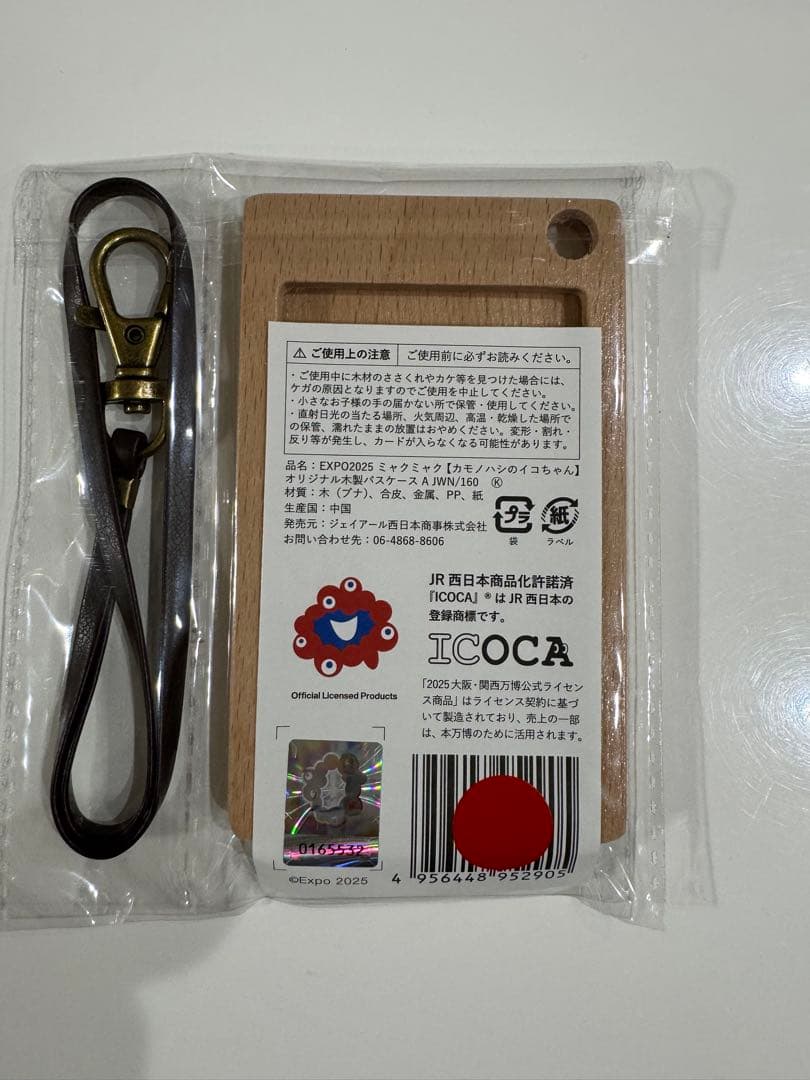 ⚠ ご使用上の注意 ご使用前に必ずお読みください。
・ご使用中に木材のささくれやカケ等を見つけた場合には、
ケガの原因となりますのでご使用を中止してください。
・小さなお子様の手の届かない所で保管・使用してください。
・直射日光の当たる場所、火気周辺、高温・乾燥した場所で
の保管、濡れたままの放置はおやめください。変形・割れ・
反り等が発生し、カードが入らなくなる可能性があります。
品名:EXPO2025 ミャクミャク【カモノハシのイコちゃん】
オリジナル木製パスケース A JWN/160 Ⓚ
材質:木(ブナ)、合皮、金属、PP、紙
生産国:中国
発売元:ジェイアール西日本商事株式会社
お問い合わせ先:06-4868-8606
プラ 紙
袋 ラベル
JR 西日本商品化許諾済
『ICOCA』®は JR 西日本の
登録商標です。
ICOCA
Official Licensed Products
「2025 大阪・関西万博公式ライセン
ス商品」はライセンス契約に基づ
いて製造されており、売上の一部
は、本万博のために活用されます。
0165532
©Expo 2025
4 956448 952905